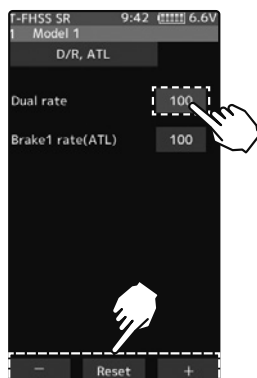 T-FHSS SR 9:42 6.6V
1 Model 1
D/R, ATL
Dual rate 100
Brake1 rate(ATL) 100
− Reset +